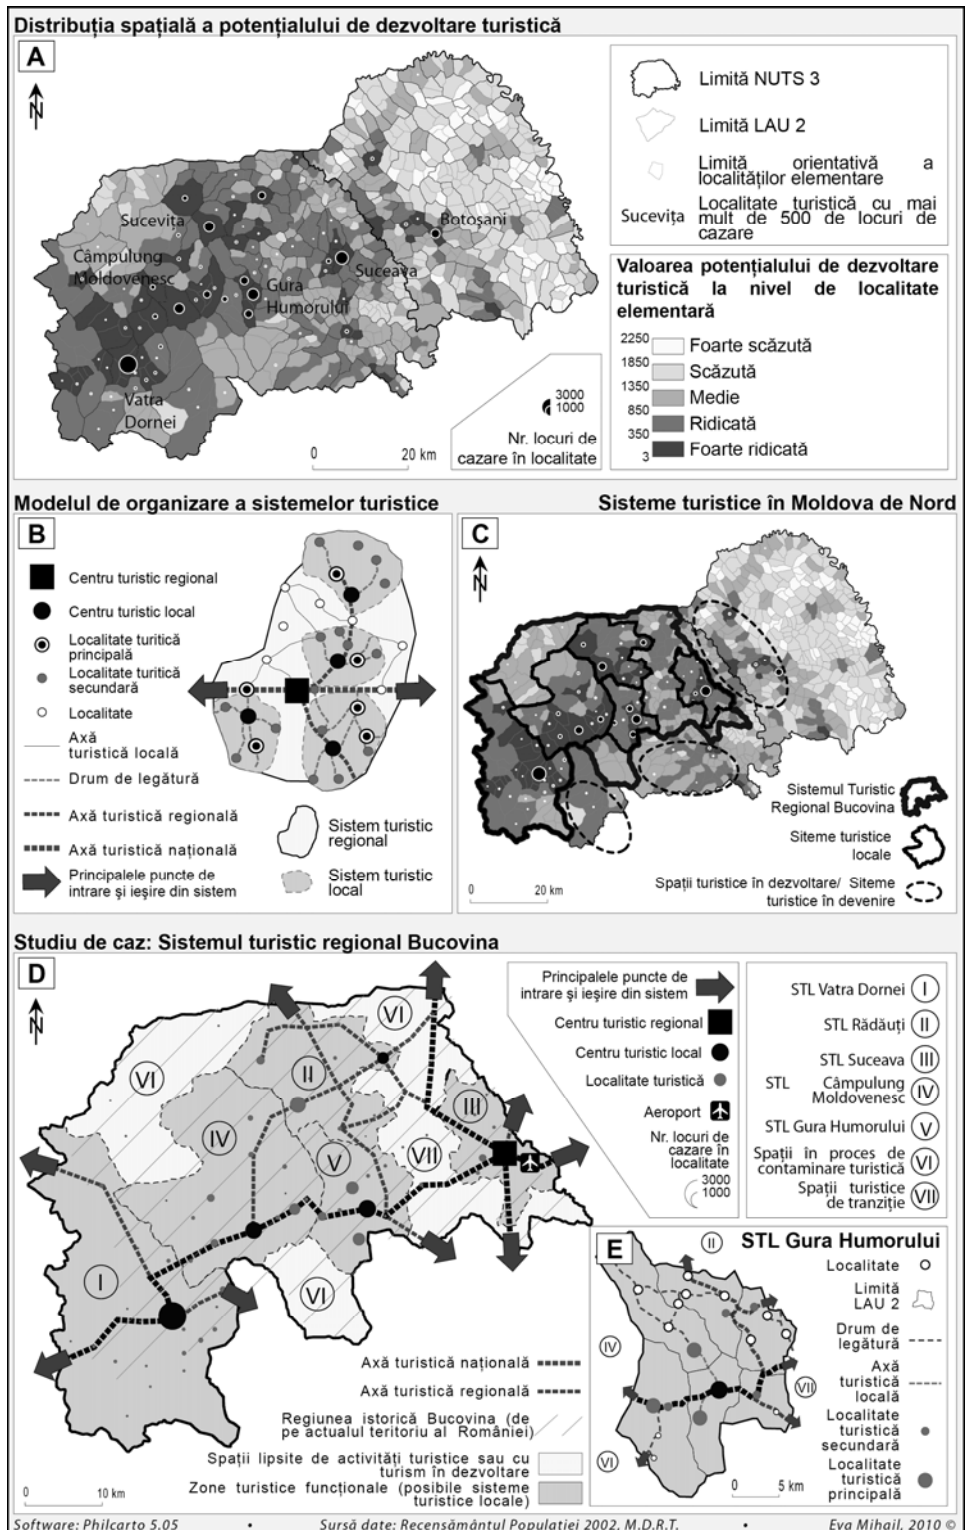 Distribuția spațială a potențialului de dezvoltare turistică
A
N
Sucevița
Câmpulung
Moldovenesc
Gura
Humorului
Suceava
Botoșani
Vatra
Dornei
0 20 km
3000
1000
Nr. locuri de
cazare în localitate
Limită NUTS 3
Limită LAU 2
Limită orientativă a
localităților elementare
Sucevița
Localitate turistică cu mai
mult de 500 de locuri de
cazare
Valoarea potențialului de dezvoltare
turistică la nivel de localitate
elementară
2250
1850
1350
850
350
3
Foarte scăzută
Scăzută
Medie
Ridicată
Foarte ridicată
Modelul de organizare a sistemelor turistice
B
Centru turistic regional
Centru turistic local
Localitate turitică
principală
Localitate turitică
secundară
Localitate
Axă
turistică locală
Drum de legătură
Axă turistică regională
Axă turistică națională
Principalele puncte de
intrare și ieșire din sistem
Sistem turistic
regional
Sistem turistic
local
Sisteme turistice în Moldova de Nord
C
N
Sistemul Turistic
Regional Bucovina
Siteme turistice
locale
Spații turistice în dezvoltare/ Siteme
turistice în devenire
0 20 km
Studiu de caz: Sistemul turistic regional Bucovina
D
N
VI
VI
II
III
IV
V
VII
I
VI
Principalele puncte de
intrare și ieșire din sistem
Centru turistic regional
Centru turistic local
Localitate turistică
Aeroport
Nr. locuri de
cazare în
localitate
3000
1000
STL Vatra Dornei I
STL Rădăuți II
STL Suceava III
STL Câmpulung
Moldovenesc IV
STL Gura Humorului V
Spații în proces de
contaminare turistică VI
Spații turistice
de tranziție VII
Axă turistică națională
Axă turistică regională
Regiunea istorică Bucovina (de
pe actualul teritoriu al României)
Spații lipsite de activități turistice sau cu
turism în dezvoltare
Zone turistice funcționale (posibile sisteme
turistice locale)
0 10 km
E
STL Gura Humorului
II
IV
VII
VI
Localitate
Limită
LAU 2
Drum de
legătură
Axă
turistică
locală
Localitate
turistică
secundară
Localitate
turistică
principală
0 5 km
Software: Philcarto 5.05 • Sursă date: Recensământul Populației 2002, M.D.R.T. • Eva Mihail, 2010 ©